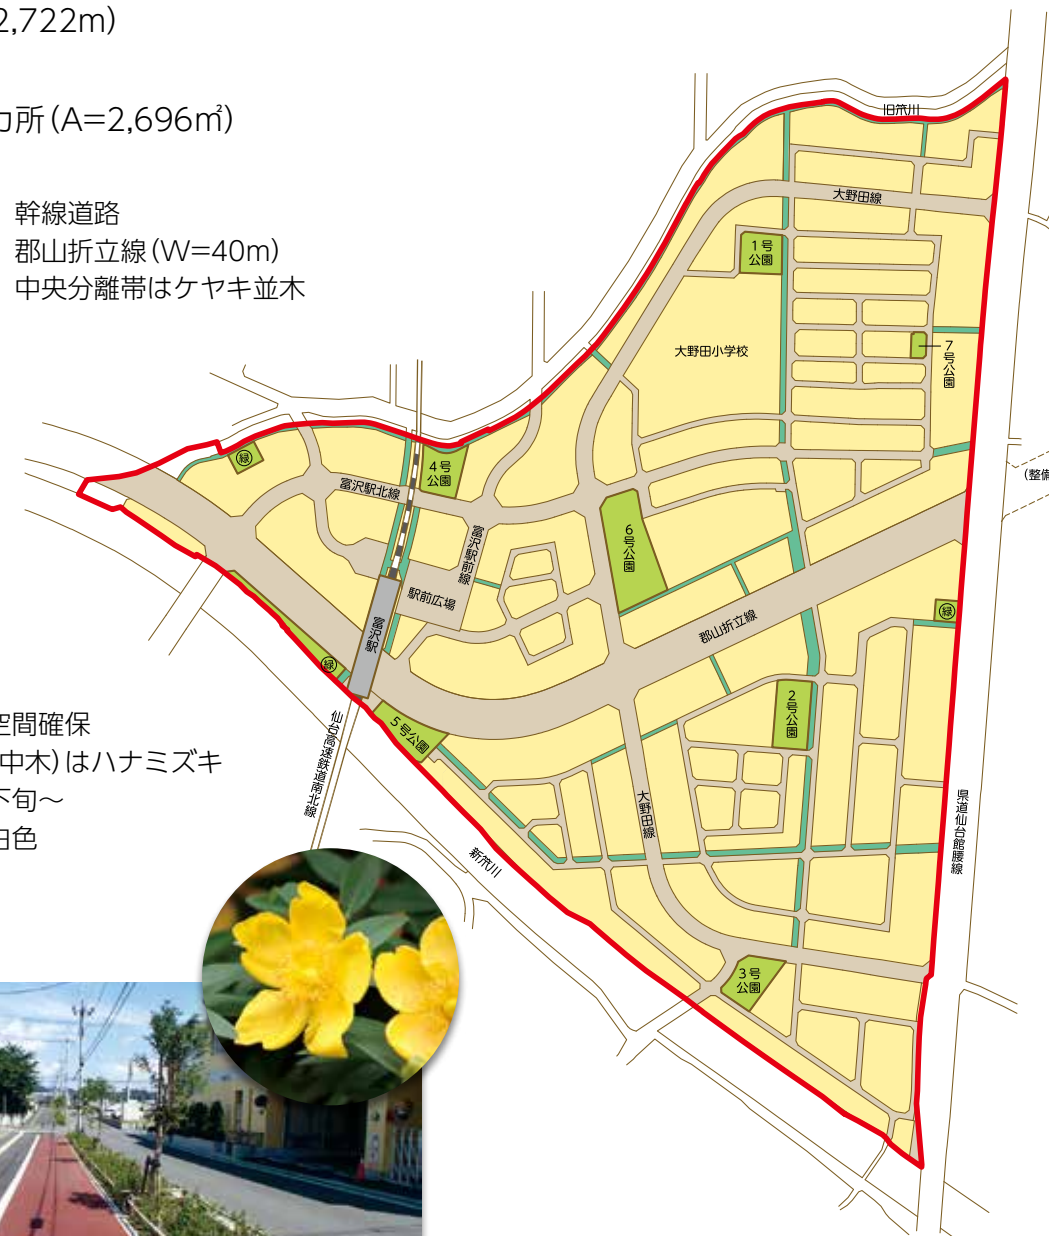 2,722m)
カ所(A=2,696㎡)
幹線道路
郡山折立線(W=40m)
中央分離帯はケヤキ並木
空間確保
中木)はハナミズキ
下旬～
白色
旧笊川
大野田線
1号
公園
大野田小学校
7号公園
緑
4号
公園
富沢駅北線
富沢駅前線
6号公園
駅前広場
富沢駅
郡山折立線
緑
緑
2号公園
5号公園
仙台高速鉄道南北線
大野田線
新笊川
県道仙台館腰線
3号
公園
(整備